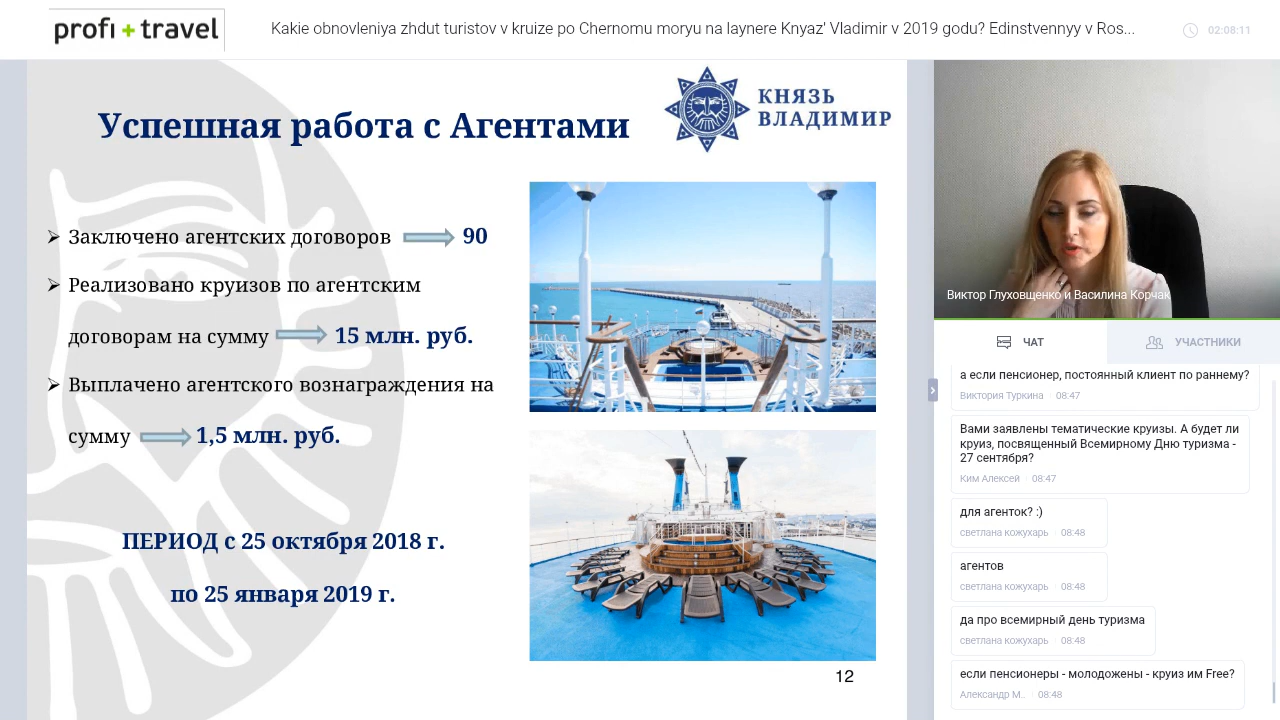 profi + travel
Kakie obnovleniya zhdut turistov v kruize po Chernomu moryu na laynere Knyaz' Vladimir v 2019 godu? Edinstvennyy v Ros...
02:08:11
Успешная работа с Агентами
КНЯЗЬ
ВЛАДИМИР
Заключено агентских договоров 90
Реализовано круизов по агентским
договорам на сумму 15 млн. руб.
Выплачено агентского вознаграждения на
сумму 1,5 млн. руб.
ПЕРИОД с 25 октября 2018 г.
по 25 января 2019 г.
12
Виктор Глуховщенко и Василина Корчак
ЧАТ
УЧАСТНИКИ
а если пенсионер, постоянный клиент по раннему?
Виктория Туркина 08:47
Вами заявлены тематические круизы. А будет ли
круиз, посвященный Всемирному Дню туризма -
27 сентября?
Ким Алексей 08:47
для агенток? :)
светлана кожухарь 08:48
агентов
светлана кожухарь 08:48
да про всемирный день туризма
светлана кожухарь 08:48
если пенсионеры - молодожены - круиз им Free?
Александр М.. 08:48